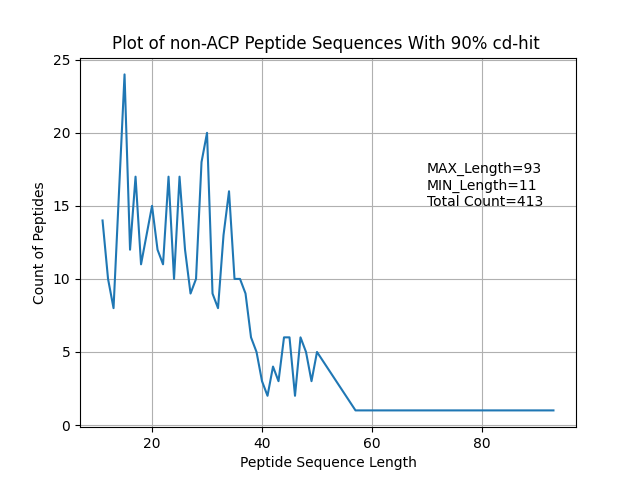 Plot of non-ACP Peptide Sequences With 90% cd-hit
25
20
15
10
5
0
Count of Peptides
MAX_Length=93
MIN_Length=11
Total Count=413
20 40 60 80
Peptide Sequence Length